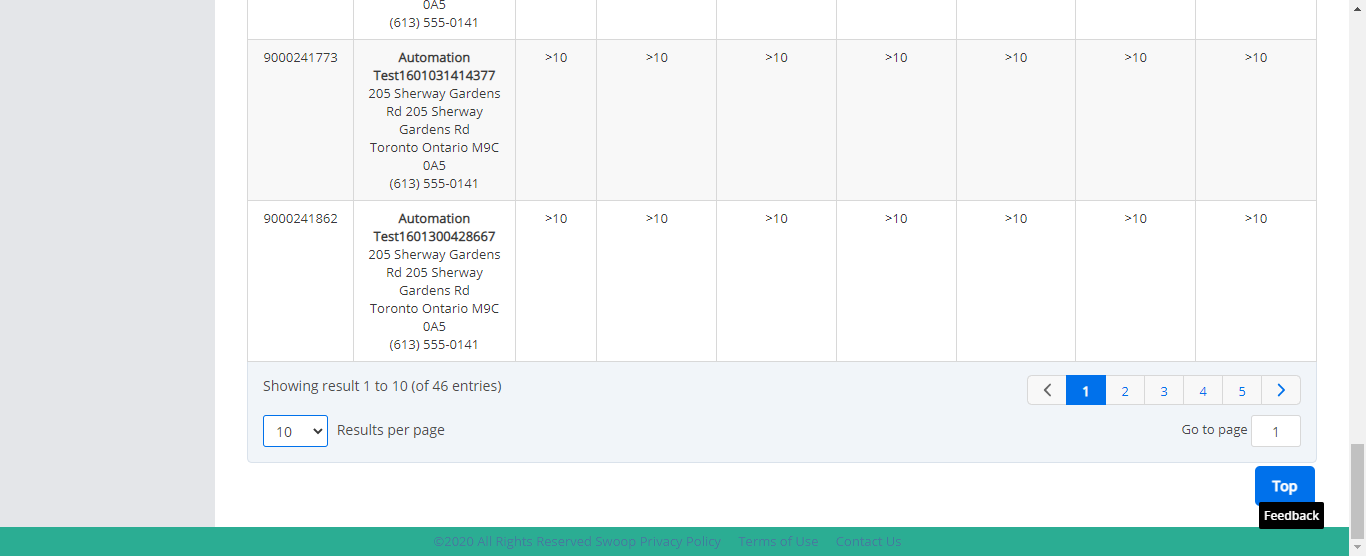 0A5
(613) 555-0141
9000241773
Automation
Test1601031414377
205 Sherway Gardens
Rd 205 Sherway
Gardens Rd
Toronto Ontario M9C
0A5
(613) 555-0141
>10 >10 >10 >10 >10 >10 >10
9000241862
Automation
Test1601300428667
205 Sherway Gardens
Rd 205 Sherway
Gardens Rd
Toronto Ontario M9C
0A5
(613) 555-0141
>10 >10 >10 >10 >10 >10 >10
Showing result 1 to 10 (of 46 entries)
1 2 3 4 5
10 Results per page
Go to page 1
Top
Feedback
©2020 All Rights Reserved Swoop Privacy Policy Terms of Use Contact Us